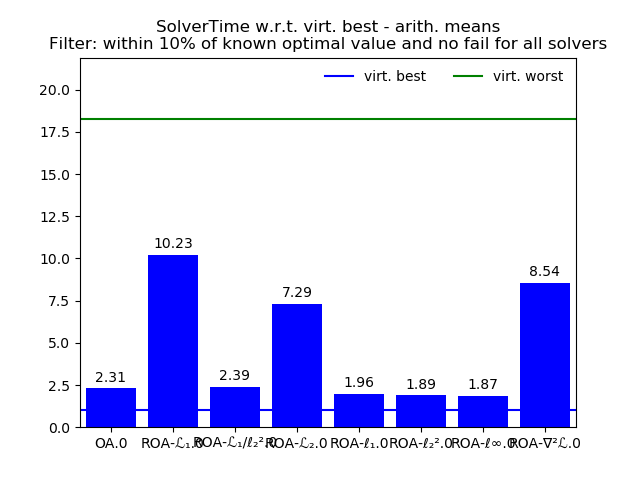 SolverTime w.r.t. virt. best - arith. means
Filter: within 10% of known optimal value and no fail for all solvers
virt. best virt. worst
20.0
17.5
15.0
12.5
10.0
7.5
5.0
2.5
0.0
2.31 10.23 2.39 7.29 1.96 1.89 1.87 8.54
OA.0 ROA-ℒ₁.0 ROA-ℒ₁/ℓ₂².0 ROA-ℒ₂.0 ROA-ℓ₁.0 ROA-ℓ₂².0 ROA-ℓ∞.0 ROA-∇²ℒ.0